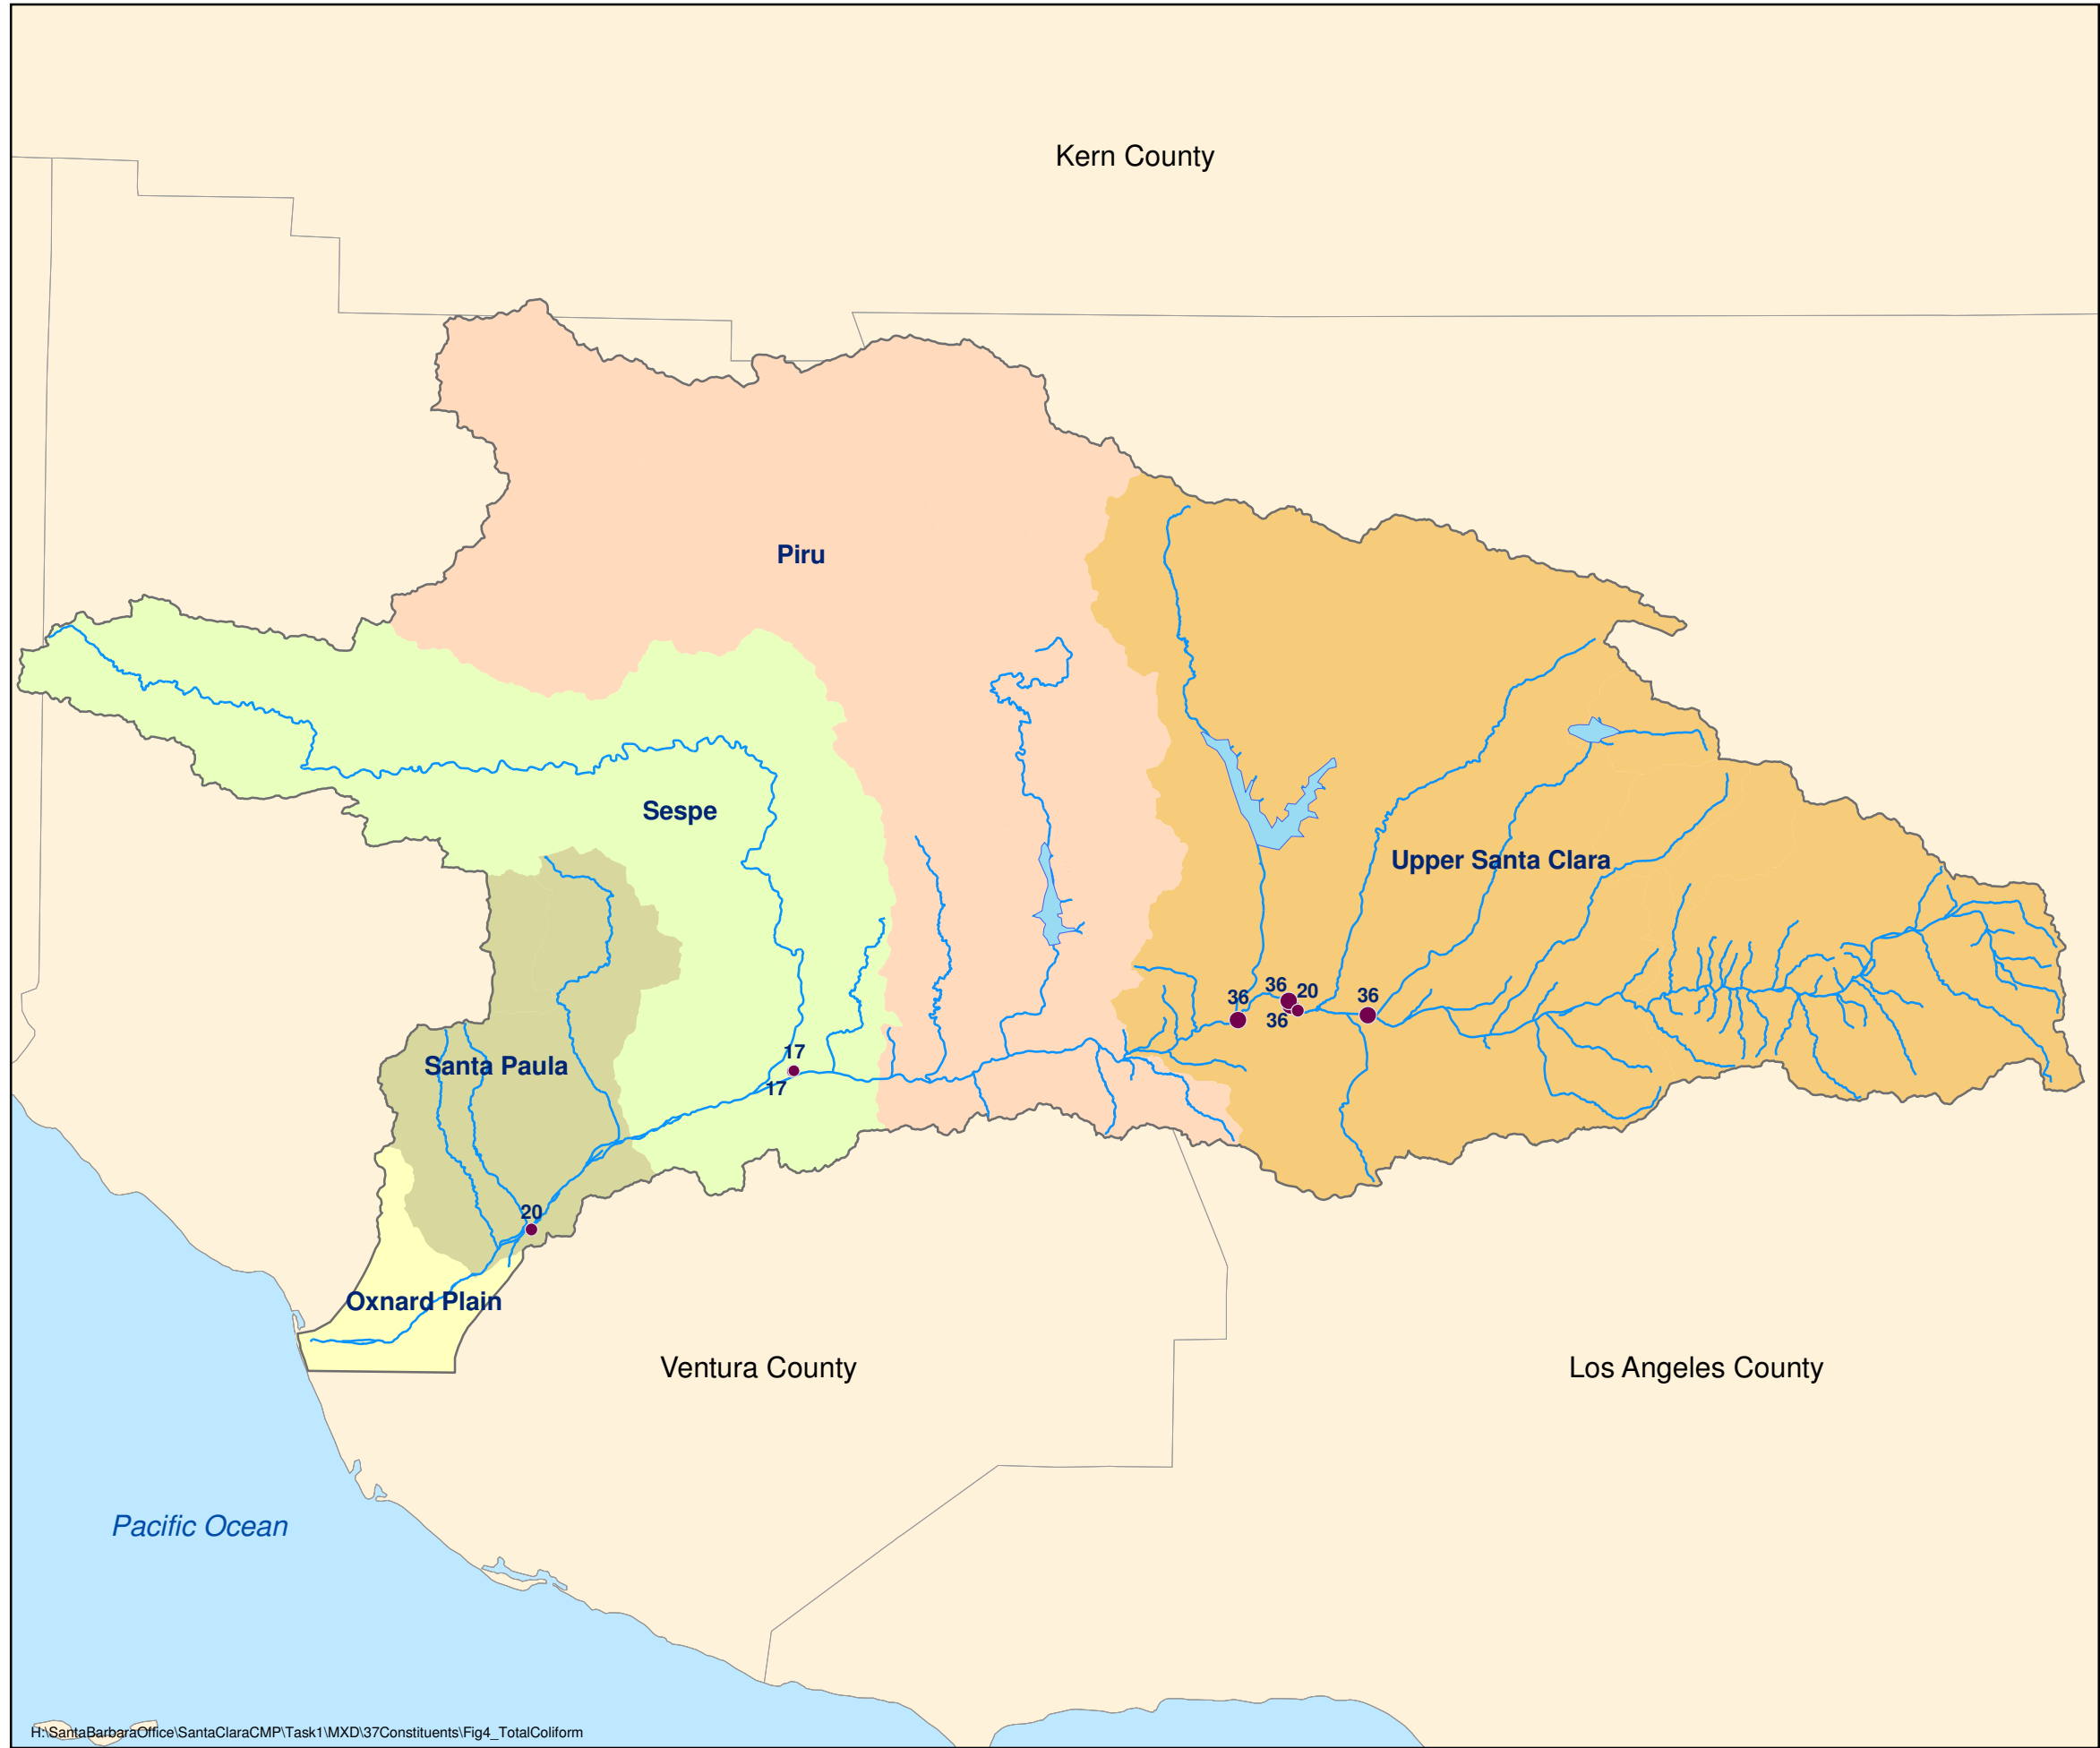 Kern County
Piru
Sespe
Upper Santa Clara
36
36
20
36
36
17
17
Santa Paula
20
Oxnard Plain
Ventura County
Los Angeles County
Pacific Ocean
H:\SantaBarbaraOffice\SantaClaraCMP\Task1\MXD\37Constituents\Fig4_TotalColiform